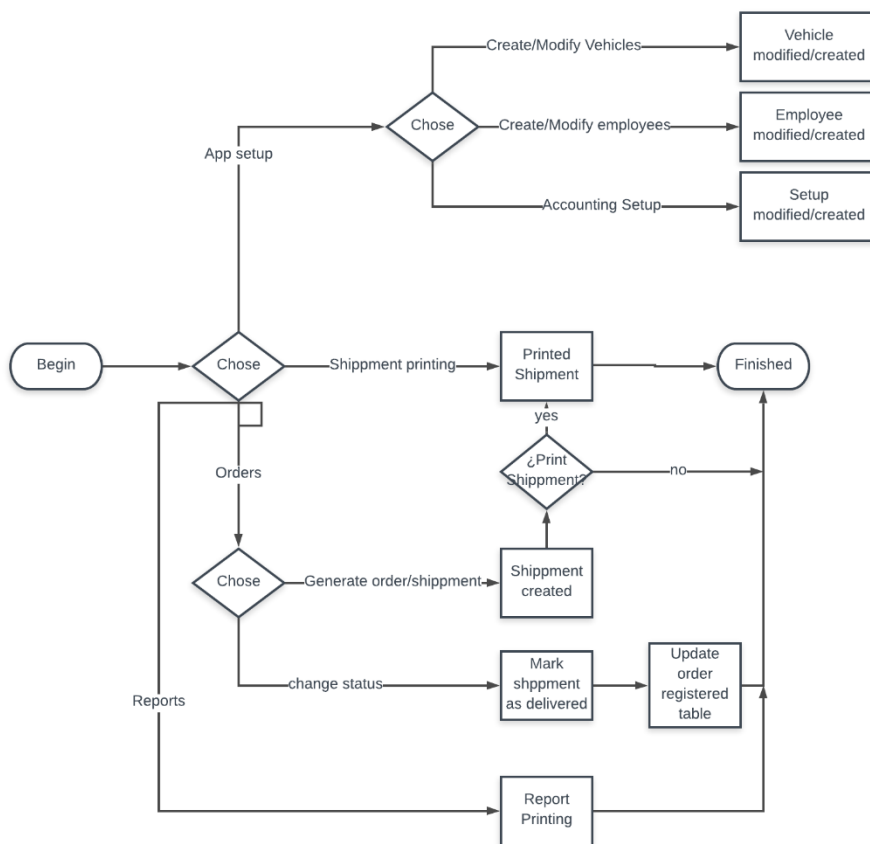 Create/Modify Vehicles
Vehicle
modified/created
Chose
Create/Modify employees
Employee
modified/created
App setup
Accounting Setup
Setup
modified/created
Begin
Chose
Shippment printing
Printed
Shipment
Finished
yes
Orders
¿Print
Shippment?
no
Chose
Generate order/shippment
Shippment
created
change status
Mark
shppment
as delivered
Update
order
registered
table
Reports
Report
Printing